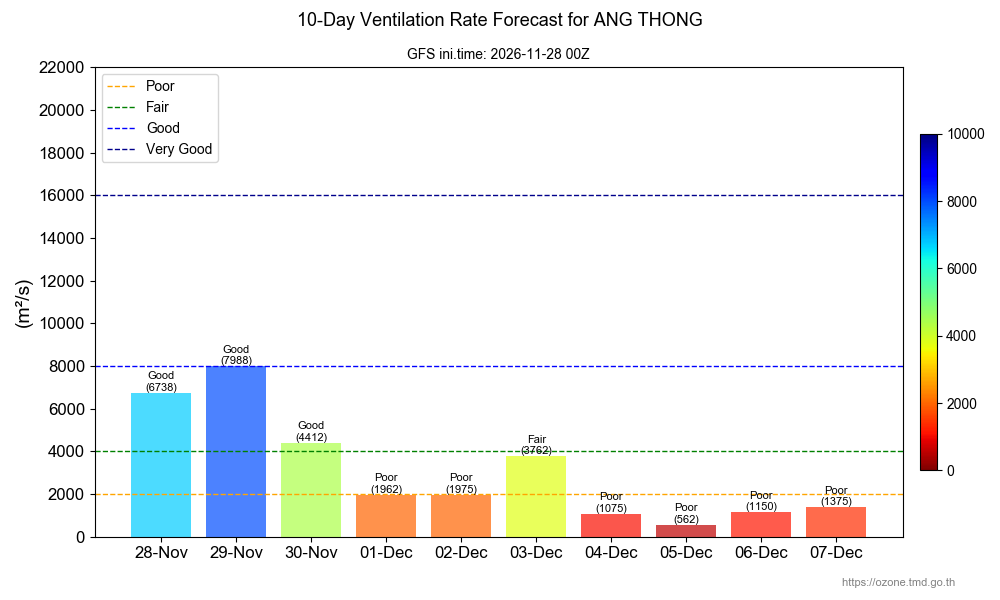 10-Day Ventilation Rate Forecast for ANG THONG
GFS ini.time: 2026-11-28 00Z
(m²/s)
22000
20000
18000
16000
14000
12000
10000
8000
6000
4000
2000
0
Poor
Fair
Good
Very Good
Good
(6738)
Good
(7988)
Good
(4412)
Poor
(1962)
Poor
(1975)
Fair
(3762)
Poor
(1075)
Poor
(562)
Poor
(1150)
Poor
(1375)
28-Nov 29-Nov 30-Nov 01-Dec 02-Dec 03-Dec 04-Dec 05-Dec 06-Dec 07-Dec
10000
8000
6000
4000
2000
0
https://ozone.tmd.go.th